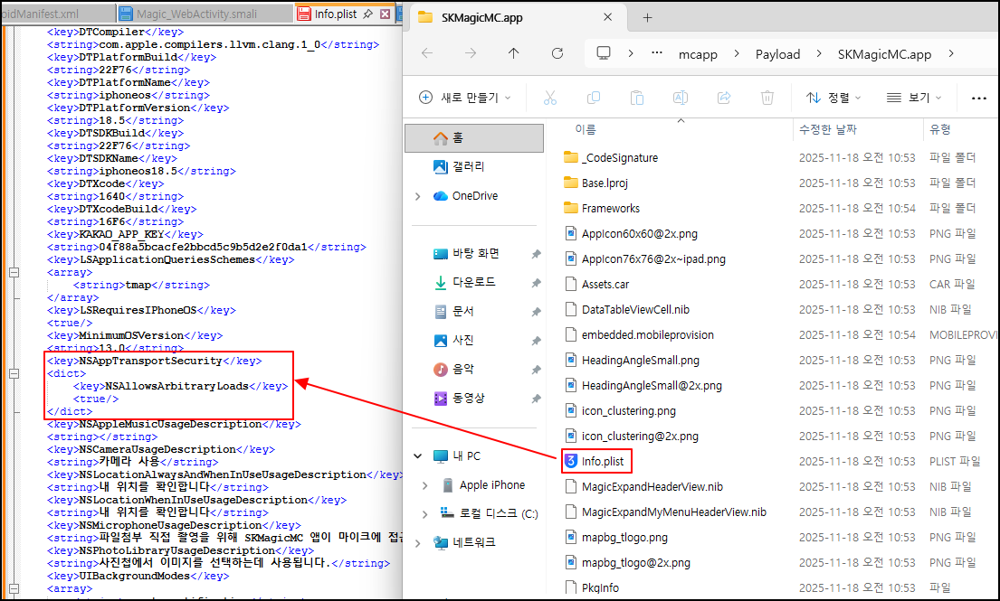 oidManifest.xml
Magic_WebActivity.smali
Info.plist
<key>DTCompiler</key>
<string>com.apple.compilers.llvm.clang.1_0</string>
<key>DTPlatformBuild</key>
<string>22F76</string>
<key>DTPlatformName</key>
<string>iphoneos</string>
<key>DTPlatformVersion</key>
<string>18.5</string>
<key>DTSDKBuild</key>
<string>22F76</string>
<key>DTSDKName</key>
<string>iphoneos18.5</string>
<key>DTXcode</key>
<string>1640</string>
<key>DTXcodeBuild</key>
<string>16F6</string>
<key>KAKAO_APP_KEY</key>
<string>04f88a5bcacfe2bbcd5c9b5d2e2f0da1</string>
<key>LSApplicationQueriesSchemes</key>
<array>
<string>tmap</string>
</array>
<key>LSRequiresIPhoneOS</key>
<true/>
<key>MinimumOSVersion</key>
<string>13.0</string>
<key>NSAppTransportSecurity</key>
<dict>
<key>NSAllowsArbitraryLoads</key>
<true/>
</dict>
<key>NSAppleMusicUsageDescription</key>
<string></string>
<key>NSCameraUsageDescription</key>
<string>카메라 사용</string>
<key>NSLocationAlwaysAndWhenInUseUsageDescription</key>
<string>내 위치를 확인합니다</string>
<key>NSLocationWhenInUseUsageDescription</key>
<string>내 위치를 확인합니다</string>
<key>NSMicrophoneUsageDescription</key>
<string>파일첨부 직접 촬영을 위해 SKMagicMC 앱이 마이크에 접근
<key>NSPhotoLibraryUsageDescription</key>
<string>사진첩에서 이미지를 선택하는데 사용됩니다.</string>
<key>UIBackgroundModes</key>
<array>
SKMagicMC.app
mcapp > Payload > SKMagicMC.app >
새로 만들기
정렬
보기
홈
갤러리
OneDrive
바탕 화면
다운로드
문서
사진
음악
동영상
내 PC
Apple iPhone
로컬 디스크 (C:)
네트워크
이름 수정한 날짜 유형
_CodeSignature 2025-11-18 오전 10:53 파일 폴더
Base.lproj 2025-11-18 오전 10:53 파일 폴더
Frameworks 2025-11-18 오전 10:54 파일 폴더
AppIcon60x60@2x.png 2025-11-18 오전 10:53 PNG 파일
AppIcon76x76@2x~ipad.png 2025-11-18 오전 10:53 PNG 파일
Assets.car 2025-11-18 오전 10:53 CAR 파일
DataTableViewCell.nib 2025-11-18 오전 10:53 NIB 파일
embedded.mobileprovision 2025-11-18 오전 10:54 MOBILEPROVI
HeadingAngleSmall.png 2025-11-18 오전 10:53 PNG 파일
HeadingAngleSmall@2x.png 2025-11-18 오전 10:53 PNG 파일
icon_clustering.png 2025-11-18 오전 10:53 PNG 파일
icon_clustering@2x.png 2025-11-18 오전 10:53 PNG 파일
Info.plist 2025-11-18 오전 10:53 PLIST 파일
MagicExpandHeaderView.nib 2025-11-18 오전 10:53 NIB 파일
MagicExpandMyMenuHeaderView.nib 2025-11-18 오전 10:53 NIB 파일
mapbg_tlogo.png 2025-11-18 오전 10:53 PNG 파일
mapbg_tlogo@2x.png 2025-11-18 오전 10:53 PNG 파일
PkgInfo 2025-11-18 오전 10:53 파일